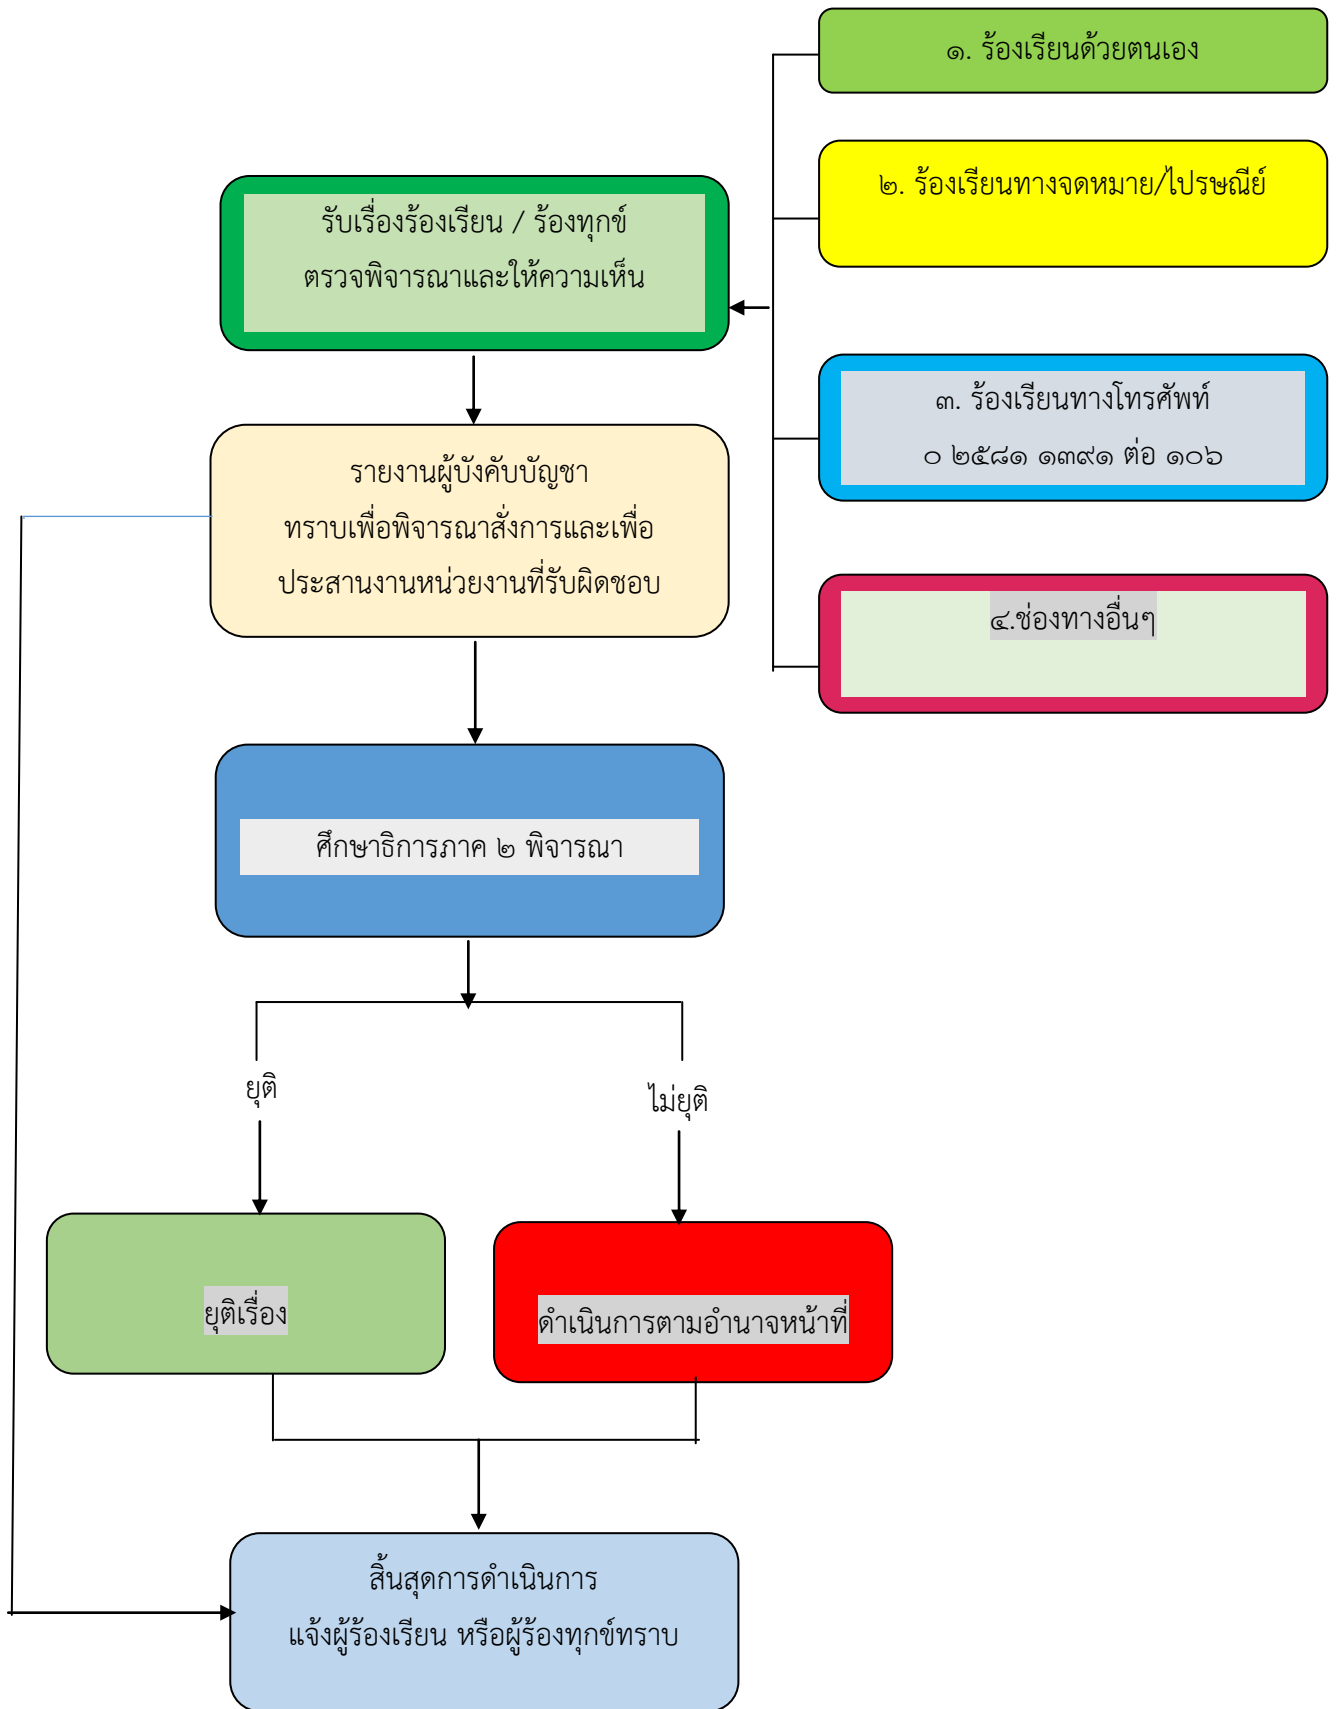 ๑. ร้องเรียนด้วยตนเอง
๒. ร้องเรียนทางจดหมาย/ไปรษณีย์
รับเรื่องร้องเรียน / ร้องทุกข์
ตรวจพิจารณาและให้ความเห็น
๓. ร้องเรียนทางโทรศัพท์
๐ ๒๕๘๑ ๑๓๙๑ ต่อ ๑๐๖
รายงานผู้บังคับบัญชา
ทราบเพื่อพิจารณาสั่งการและเพื่อ
ประสานงานหน่วยงานที่รับผิดชอบ
๔.ช่องทางอื่นๆ
ศึกษาธิการภาค ๒ พิจารณา
ยุติ
ไม่ยุติ
ยุติเรื่อง
ดำเนินการตามอำนาจหน้าที่
สิ้นสุดการดำเนินการ
แจ้งผู้ร้องเรียน หรือผู้ร้องทุกข์ทราบ